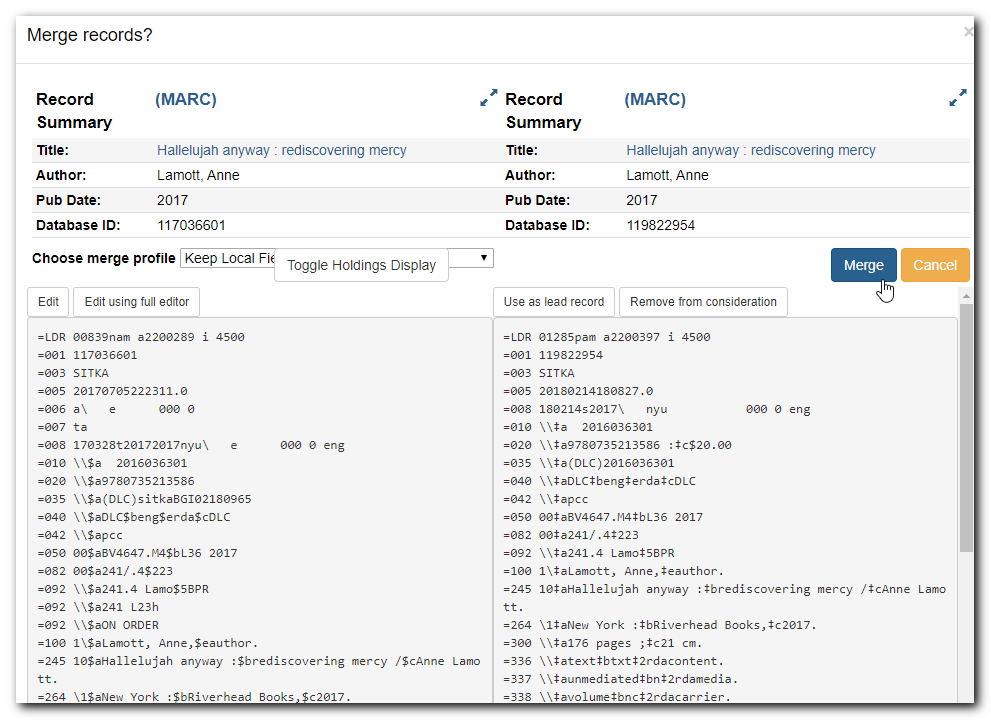 Merge records?
×
Record Summary (MARC)
Title: Hallelujah anyway : rediscovering mercy
Author: Lamott, Anne
Pub Date: 2017
Database ID: 117036601
Record Summary (MARC)
Title: Hallelujah anyway : rediscovering mercy
Author: Lamott, Anne
Pub Date: 2017
Database ID: 119822954
Choose merge profile Keep Local Fie
Toggle Holdings Display
Merge Cancel
Edit Edit using full editor
=LDR 00839nam a2200289 i 4500
=001 117036601
=003 SITKA
=005 20170705222311.0
=006 a\   e      000 0
=007 ta
=008 170328t20172017nyu\   e      000 0 eng
=010 \\$a  2016036301
=020 \\$a9780735213586
=035 \\$a(DLC)sitkaBGI02180965
=040 \\$aDLC$beng$erda$cDLC
=042 \\$apcc
=050 00$aBV4647.M4$bL36 2017
=082 00$a241/.4$223
=092 \\$a241.4 Lamo$5BPR
=092 \\$a241 L23h
=092 \\$aON ORDER
=100 1\$aLamott, Anne,$eauthor.
=245 10$aHallelujah anyway :$brediscovering mercy /$cAnne Lamo
tt.
=264 \1$aNew York :$bRiverhead Books,$c2017.
Use as lead record Remove from consideration
=LDR 01285pam a2200397 i 4500
=001 119822954
=003 SITKA
=005 20180214180827.0
=008 180214s2017\   nyu           000 0 eng
=010 \\‡a  2016036301
=020 \\‡a9780735213586 :‡c$20.00
=035 \\‡a(DLC)2016036301
=040 \\‡aDLC‡beng‡erda‡cDLC
=042 \\‡apcc
=050 00‡aBV4647.M4‡bL36 2017
=082 00‡a241/.4‡223
=092 \\‡a241.4 Lamo‡5BPR
=100 1\‡aLamott, Anne,‡eauthor.
=245 10‡aHallelujah anyway :‡brediscovering mercy /‡cAnne Lamo
tt.
=264 \1‡aNew York :‡bRiverhead Books,‡c2017.
=300 \\‡a176 pages ;‡c21 cm.
=336 \\‡atext‡btxt‡2rdacontent.
=337 \\‡aunmediated‡bn‡2rdamedia.
=338 \\‡avolume‡bnc‡2rdacarrier.